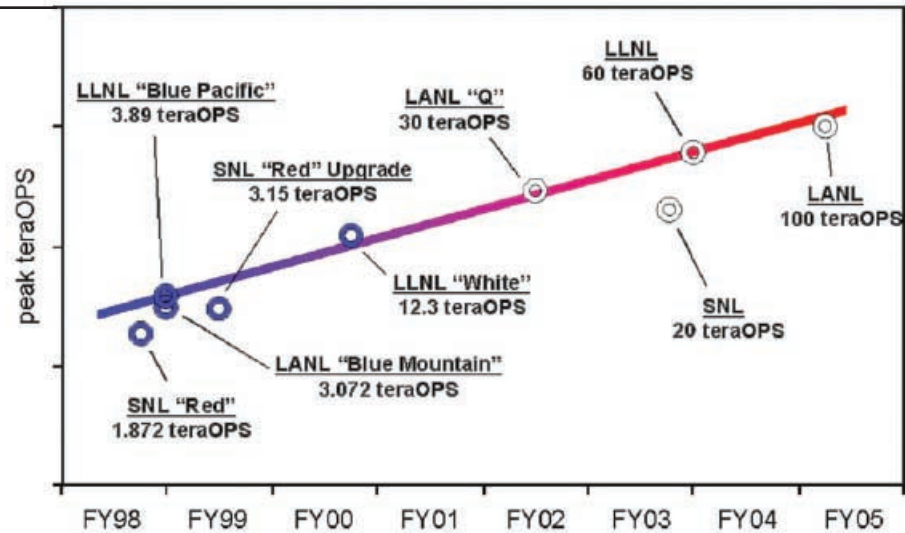 LLNL "Blue Pacific"
3.89 teraOPS
SNL "Red" Upgrade
3.15 teraOPS
LANL "Q"
30 teraOPS
LLNL
60 teraOPS
LANL
100 teraOPS
LLNL "White"
12.3 teraOPS
SNL
20 teraOPS
LANL "Blue Mountain"
3.072 teraOPS
SNL "Red"
1.872 teraOPS
peak teraOPS
FY98 FY99 FY00 FY01 FY02 FY03 FY04 FY05